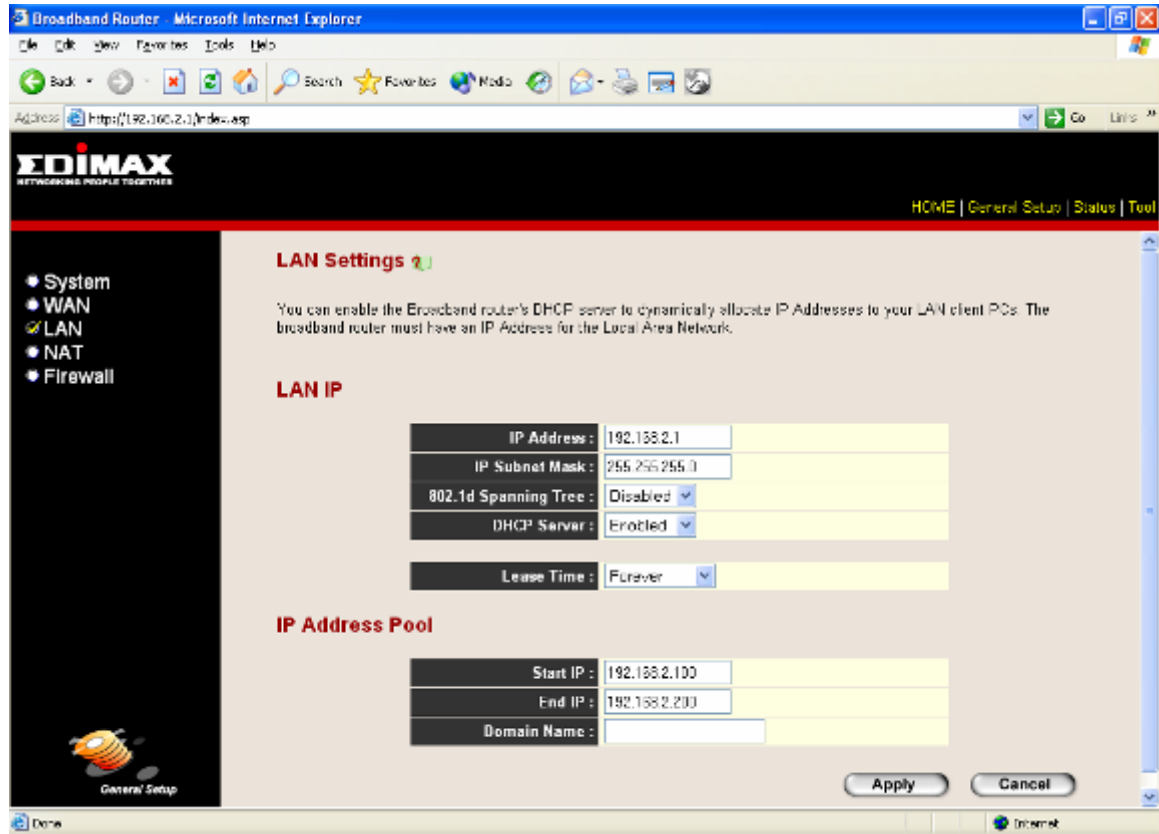 Broadband Router - Microsoft Internet Explorer
File Edit View Favorites Tools Help
Back Search Favorites Media
Address http://192.168.2.1/index.asp Go Links »
EDIMAX
NETWORKING PEOPLE TOGETHER
HOME | General Setup | Status | Tool
System
WAN
LAN
NAT
Firewall
LAN Settings
You can enable the Broadband router's DHCP server to dynamically allocate IP Addresses to your LAN client PCs. The
broadband router must have an IP Address for the Local Area Network.
LAN IP
IP Address : 192.168.2.1
IP Subnet Mask : 255.255.255.0
802.1d Spanning Tree : Disabled
DHCP Server : Enabled
Lease Time : Forever
IP Address Pool
Start IP : 192.168.2.100
End IP : 192.168.2.200
Domain Name :
General Setup
Apply Cancel
Done Internet